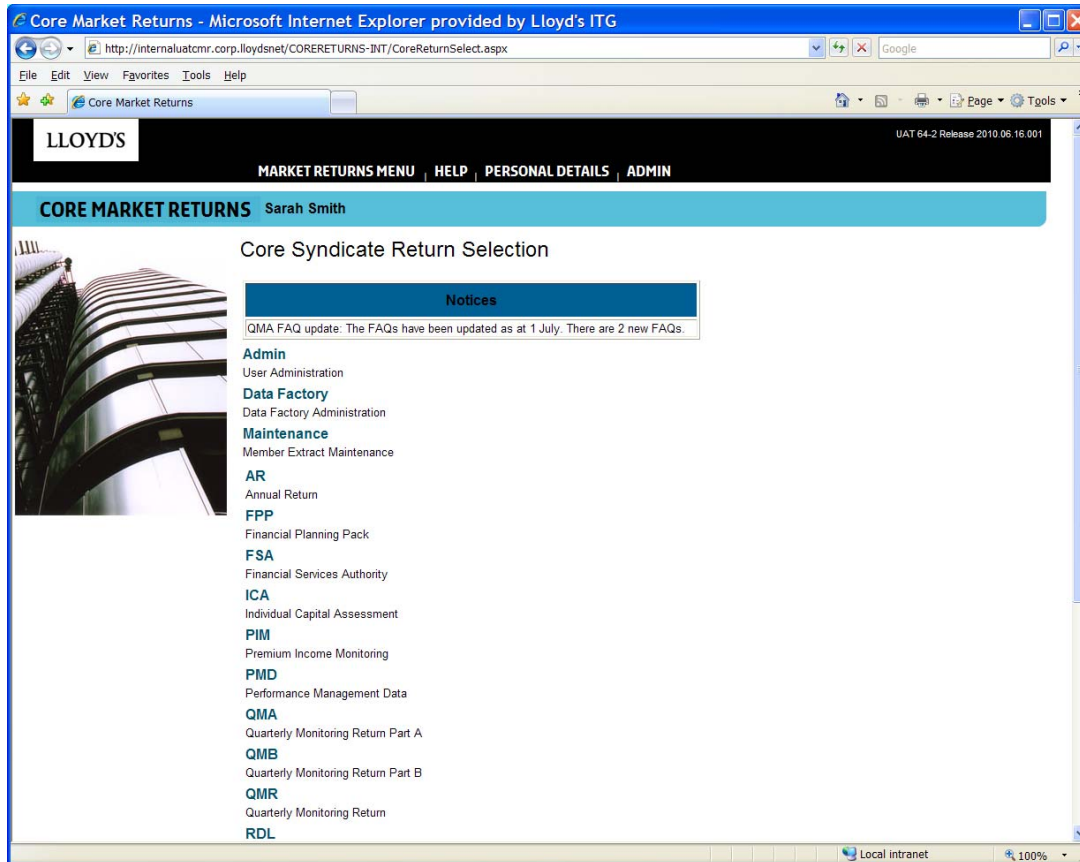 Core Market Returns - Microsoft Internet Explorer provided by Lloyd's ITG
http://internaluatcmr.corp.lloydsnet/CORERETURNS-INT/CoreReturnSelect.aspx
Google
File Edit View Favorites Tools Help
Core Market Returns
Page Tools
LLOYD'S
UAT 64-2 Release 2010.06.16.001
MARKET RETURNS MENU | HELP | PERSONAL DETAILS | ADMIN
CORE MARKET RETURNS Sarah Smith
Core Syndicate Return Selection
Notices
QMA FAQ update: The FAQs have been updated as at 1 July. There are 2 new FAQs.
Admin
User Administration
Data Factory
Data Factory Administration
Maintenance
Member Extract Maintenance
AR
Annual Return
FPP
Financial Planning Pack
FSA
Financial Services Authority
ICA
Individual Capital Assessment
PIM
Premium Income Monitoring
PMD
Performance Management Data
QMA
Quarterly Monitoring Return Part A
QMB
Quarterly Monitoring Return Part B
QMR
Quarterly Monitoring Return
RDL
Local intranet
100%